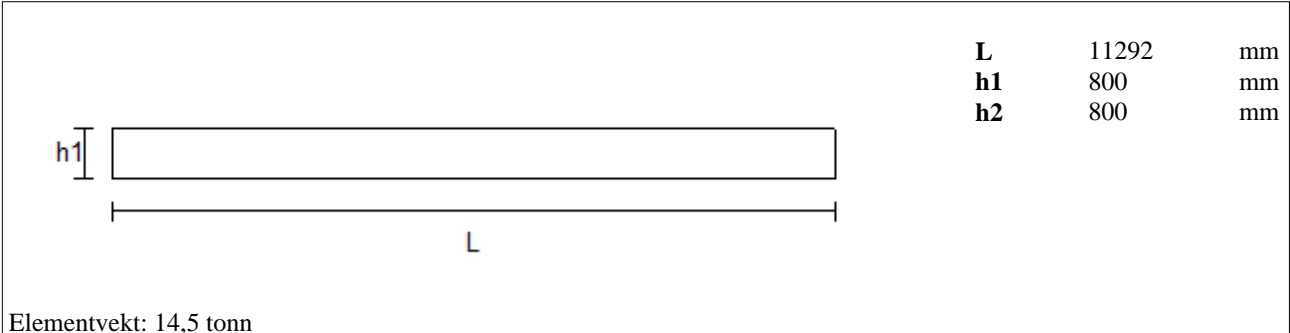 L 11292 mm
h1 800 mm
h2 800 mm
h1
L
Elementvekt: 14,5 tonn